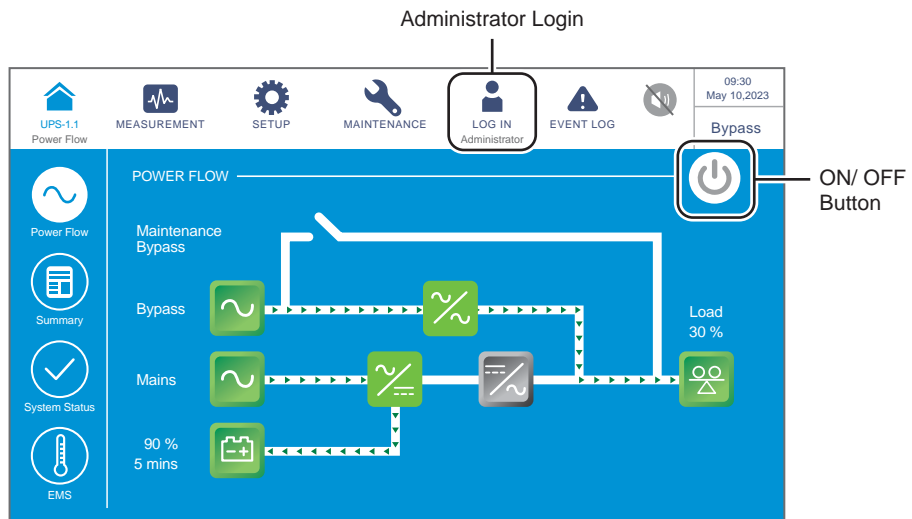 Administrator Login
UPS-1.1
Power Flow
MEASUREMENT
SETUP
MAINTENANCE
LOG IN
Administrator
EVENT LOG
09:30
May 10,2023
Bypass
POWER FLOW
ON/ OFF
Button
Power Flow
Summary
System Status
EMS
Maintenance
Bypass
Bypass
Load
30 %
Mains
90 %
5 mins